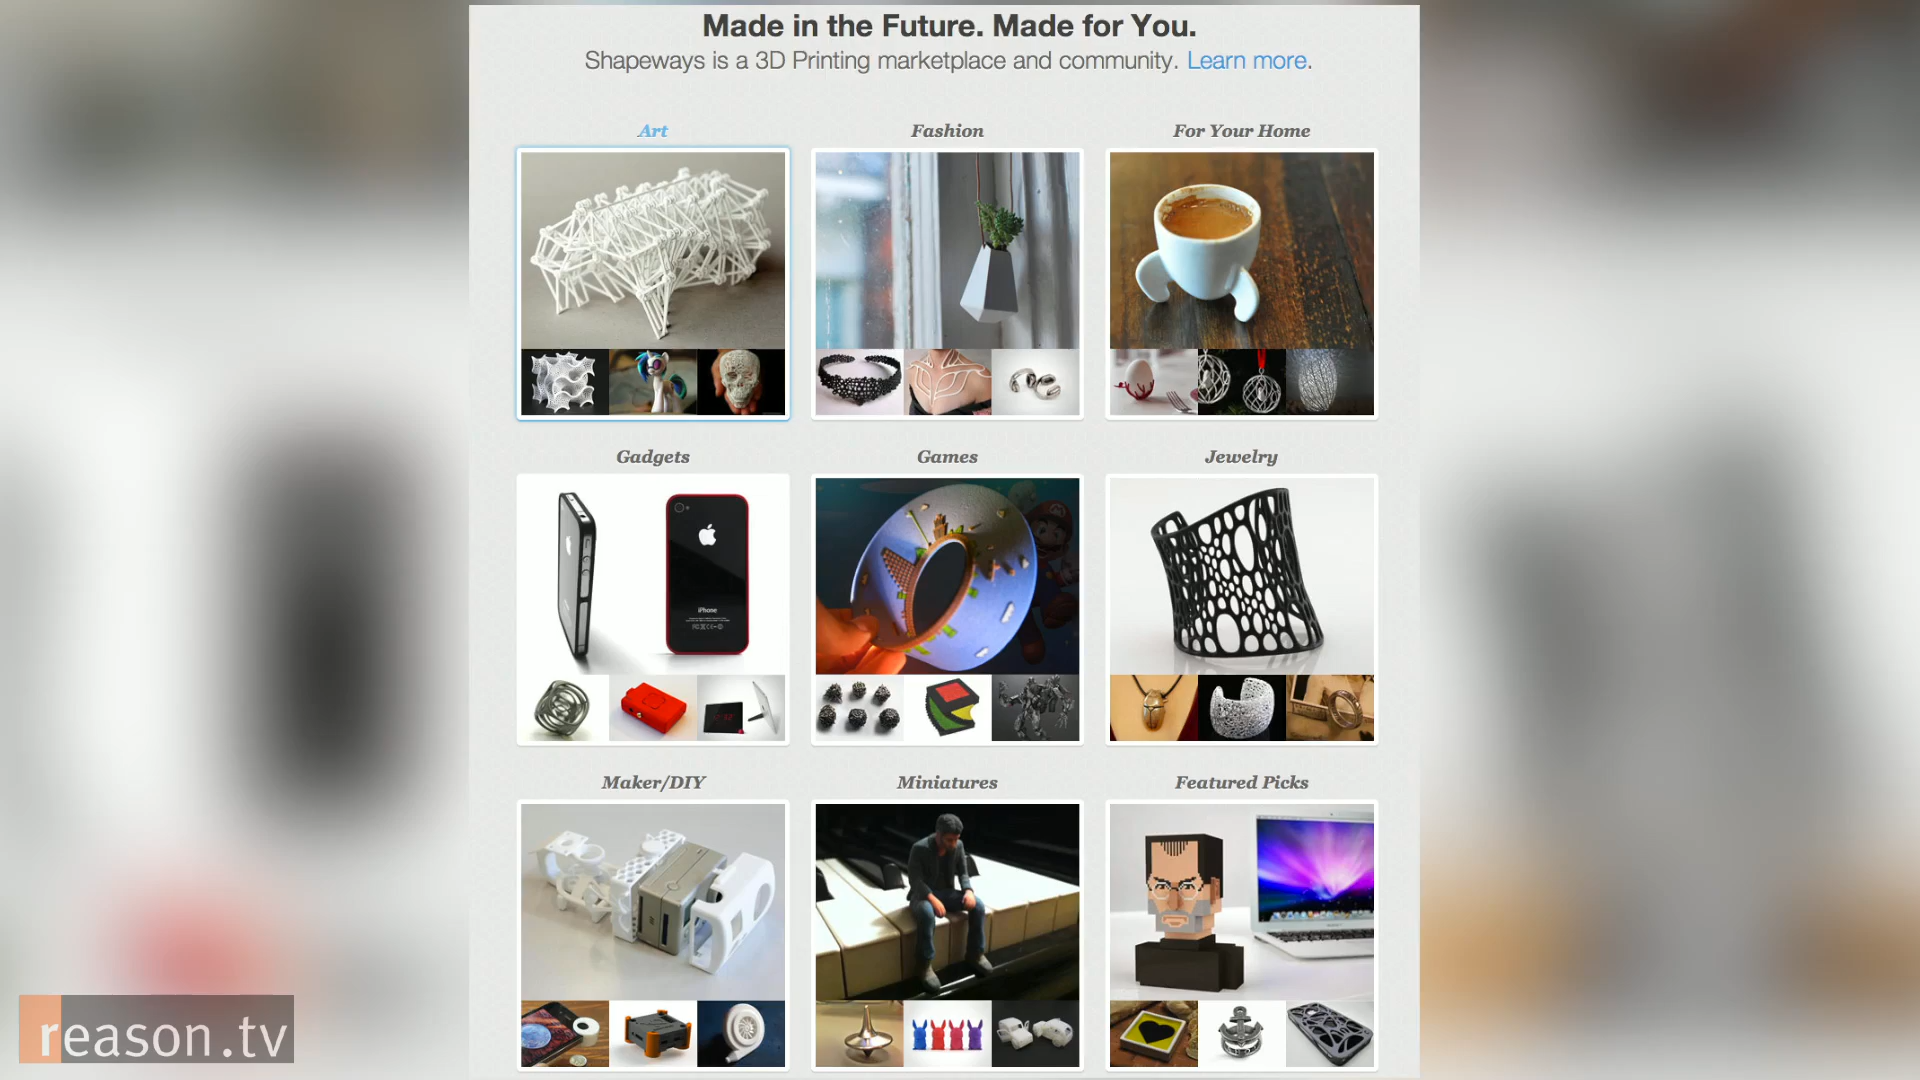 Made in the Future. Made for You.
Shapeways is a 3D Printing marketplace and community. Learn more.
Art
Fashion
For Your Home
Gadgets
Games
Jewelry
iPhone
Maker/DIY
Miniatures
Featured Picks
reason.tv